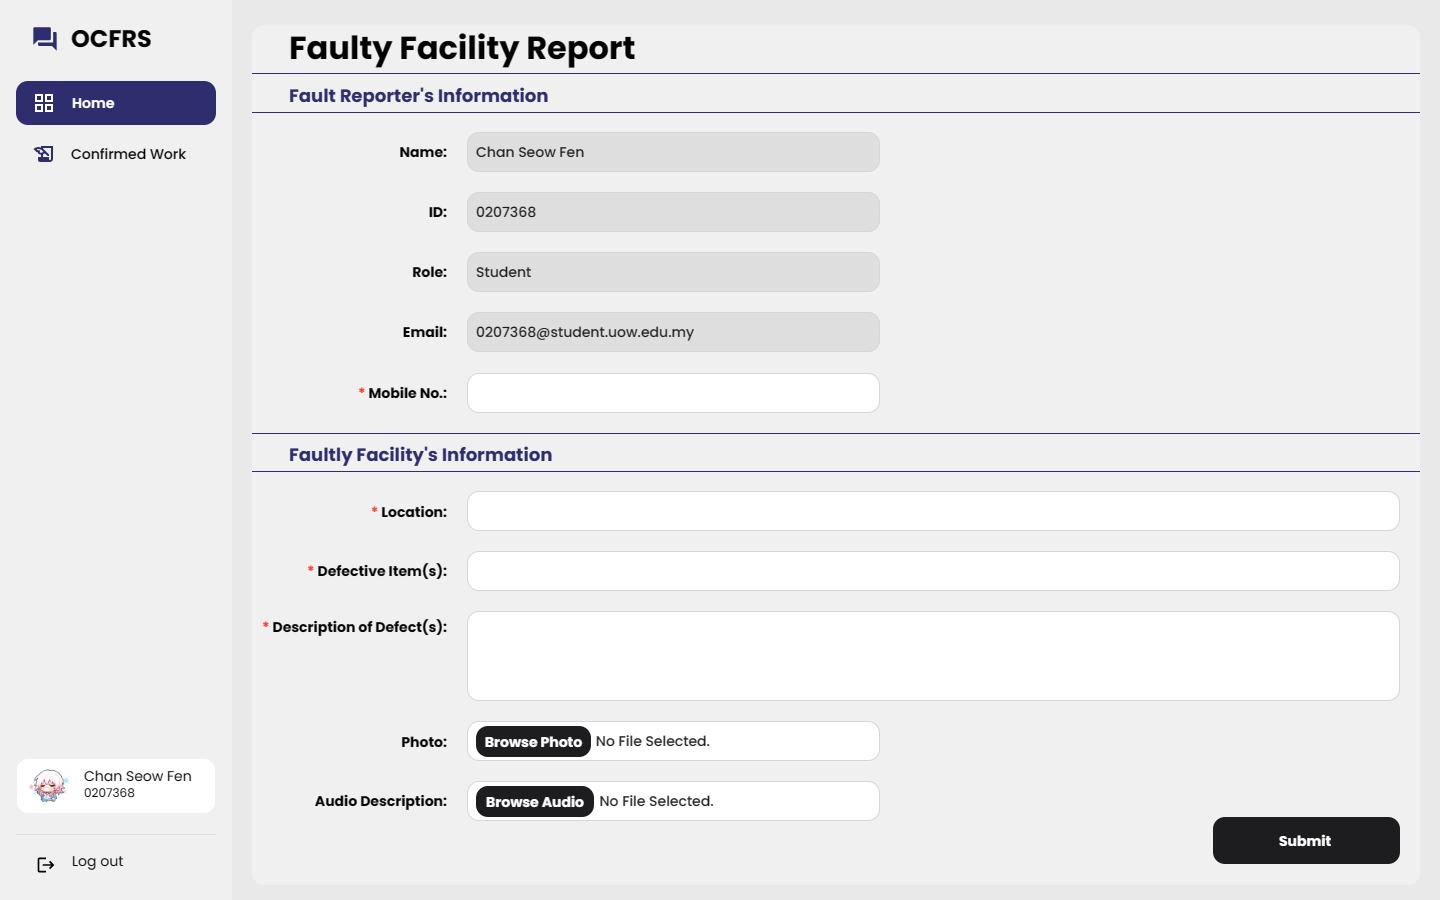 OCFRS
Home
Confirmed Work
Chan Seow Fen
0207368
Log out
Faulty Facility Report
Fault Reporter's Information
Name: Chan Seow Fen
ID: 0207368
Role: Student
Email: 0207368@student.uow.edu.my
* Mobile No.:
Faultly Facility's Information
* Location:
* Defective Item(s):
* Description of Defect(s):
Photo: Browse Photo No File Selected.
Audio Description: Browse Audio No File Selected.
Submit